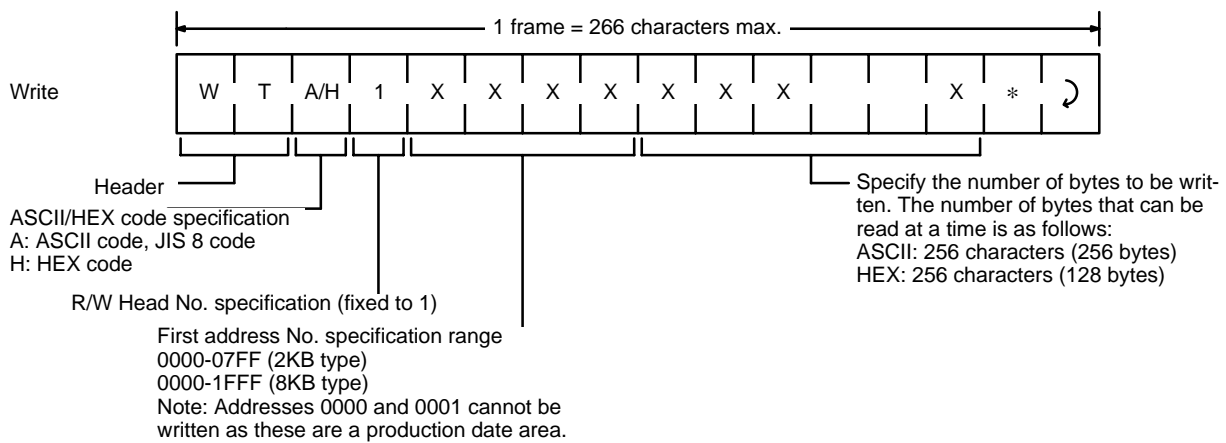 1 frame = 266 characters max.
Write
W T A/H 1 X X X X X X X X * ⤸
Header
ASCII/HEX code specification
A: ASCII code, JIS 8 code
H: HEX code
R/W Head No. specification (fixed to 1)
First address No. specification range
0000-07FF (2KB type)
0000-1FFF (8KB type)
Note: Addresses 0000 and 0001 cannot be
written as these are a production date area.
Specify the number of bytes to be writ-
ten. The number of bytes that can be
read at a time is as follows:
ASCII: 256 characters (256 bytes)
HEX: 256 characters (128 bytes)